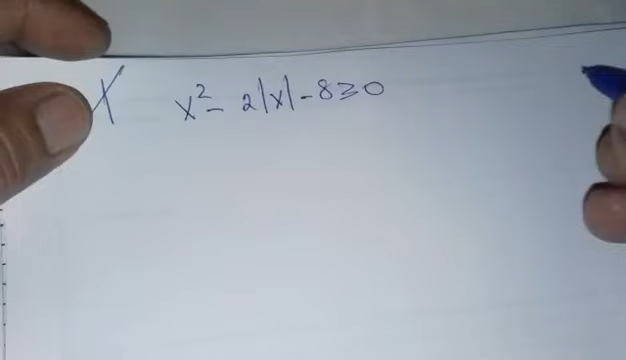 x² - 2|x| - 8 ≥ 0